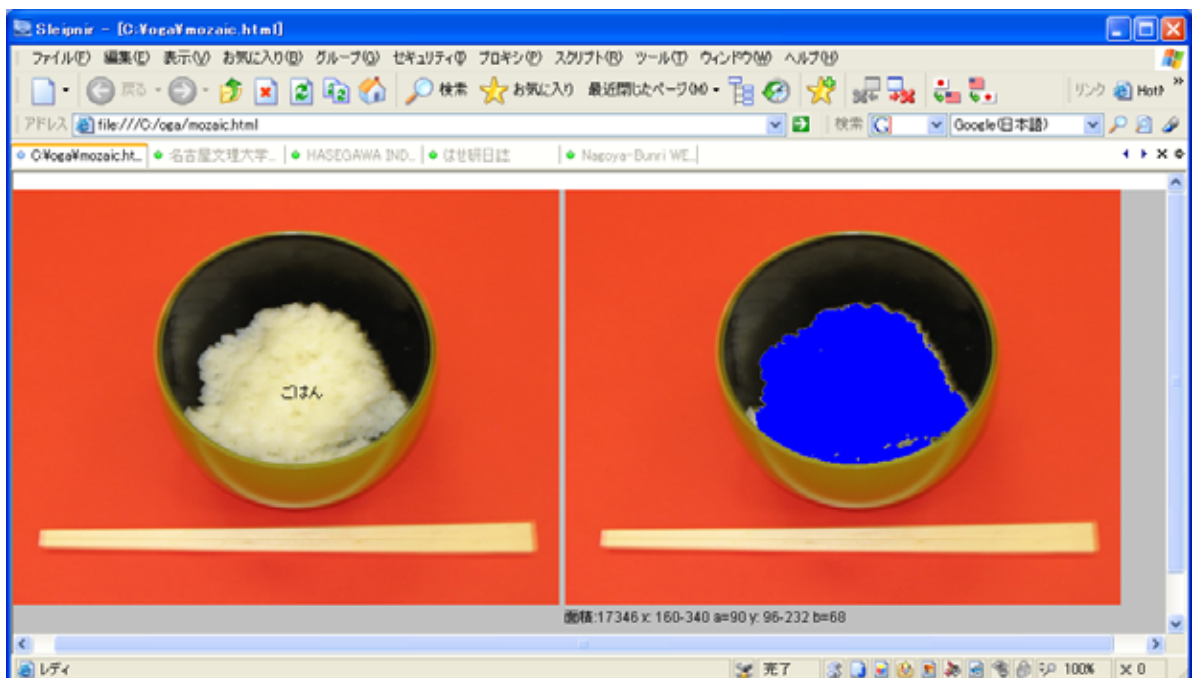 Sleipnir - [C:¥oga¥mozaic.html]
ファイル(F) 編集(E) 表示(V) お気に入り(B) グループ(G) セキュリティ(I) プロキシ(P) スクリプト(R) ツール(T) ウィンドウ(W) ヘルプ(H)
戻る 検索 お気に入り 最近閉じたページ(M) リンク
アドレス file:///C:/oga/mozaic.html 検索 Google(日本語)
C:¥oga¥mozaic.ht... 名古屋文理大学... HASEGAWA IND... はせ研日誌 Nagoya-Bunri WE...
ごはん
面積:17346 x: 160-340 a=90 y: 96-232 b=68
レディ 完了 100% × 0